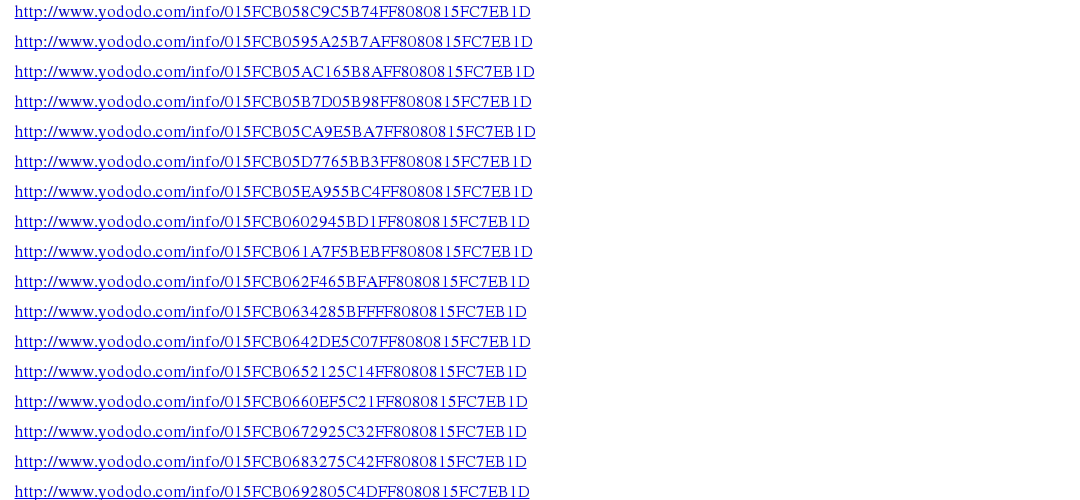 http://www.yododo.com/info/015FCB058C9C5B74FF8080815FC7EB1D
http://www.yododo.com/info/015FCB0595A25B7AFF8080815FC7EB1D
http://www.yododo.com/info/015FCB05AC165B8AFF8080815FC7EB1D
http://www.yododo.com/info/015FCB05B7D05B98FF8080815FC7EB1D
http://www.yododo.com/info/015FCB05CA9E5BA7FF8080815FC7EB1D
http://www.yododo.com/info/015FCB05D7765BB3FF8080815FC7EB1D
http://www.yododo.com/info/015FCB05EA955BC4FF8080815FC7EB1D
http://www.yododo.com/info/015FCB0602945BD1FF8080815FC7EB1D
http://www.yododo.com/info/015FCB061A7F5BEBFF8080815FC7EB1D
http://www.yododo.com/info/015FCB062F465BFAFF8080815FC7EB1D
http://www.yododo.com/info/015FCB0634285BFFFF8080815FC7EB1D
http://www.yododo.com/info/015FCB0642DE5C07FF8080815FC7EB1D
http://www.yododo.com/info/015FCB0652125C14FF8080815FC7EB1D
http://www.yododo.com/info/015FCB0660EF5C21FF8080815FC7EB1D
http://www.yododo.com/info/015FCB0672925C32FF8080815FC7EB1D
http://www.yododo.com/info/015FCB0683275C42FF8080815FC7EB1D
http://www.yododo.com/info/015FCB0692805C4DFF8080815FC7EB1D